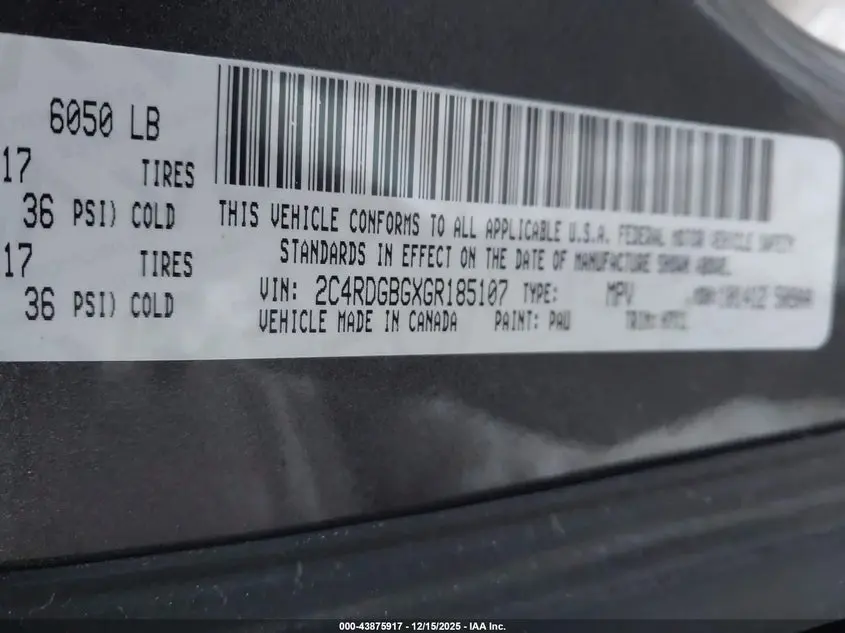 6050 LB
17 TIRES
36 PSI) COLD
17 TIRES
36 PSI) COLD
THIS VEHICLE CONFORMS TO ALL APPLICABLE U.S.A. FEDERAL MOTOR VEHICLE SAFETY
STANDARDS IN EFFECT ON THE DATE OF MANUFACTURE SHOWN ABOVE.
VIN: 2C4RDGBGXGR185107 TYPE: MPV
VEHICLE MADE IN CANADA PAINT: PAU TRIM:
000-43875917 - 12/15/2025 - IAA Inc.